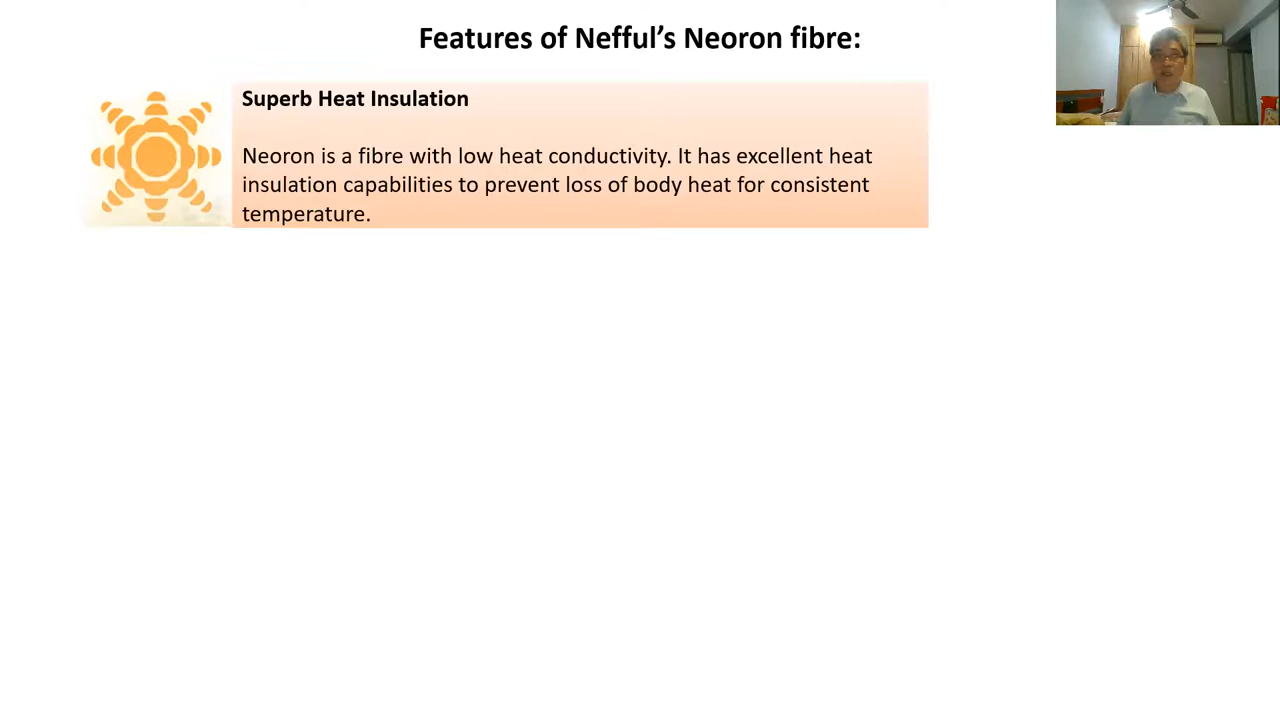 Features of Nefful’s Neoron fibre:
Superb Heat Insulation
Neoron is a fibre with low heat conductivity. It has excellent heat
insulation capabilities to prevent loss of body heat for consistent
temperature.